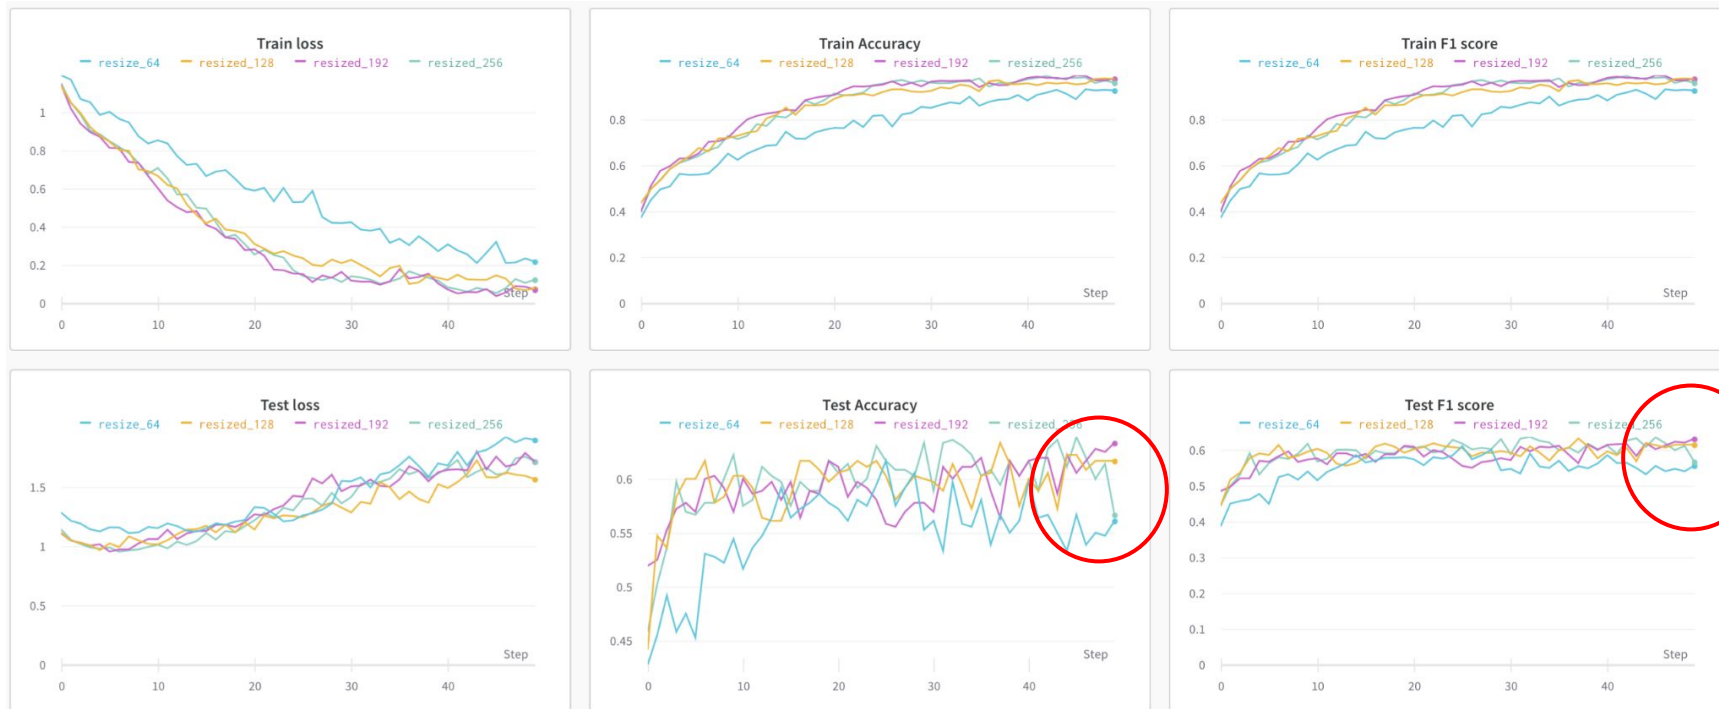 Train loss
resize_64 resized_128 resized_192 resized_256
1
0.8
0.6
0.4
0.2
0
Step
0 10 20 30 40
Train Accuracy
resize_64 resized_128 resized_192 resized_256
0.8
0.6
0.4
0.2
0
Step
0 10 20 30 40
Train F1 score
resize_64 resized_128 resized_192 resized_256
0.8
0.6
0.4
0.2
0
Step
0 10 20 30 40
Test loss
resize_64 resized_128 resized_192 resized_256
1.5
1
0.5
0
Step
0 10 20 30 40
Test Accuracy
resize_64 resized_128 resized_192 resized_256
0.6
0.55
0.5
0.45
Step
0 10 20 30 40
Test F1 score
resize_64 resized_128 resized_192 resized_256
0.6
0.5
0.4
0.3
0.2
0.1
0
Step
0 10 20 30 40